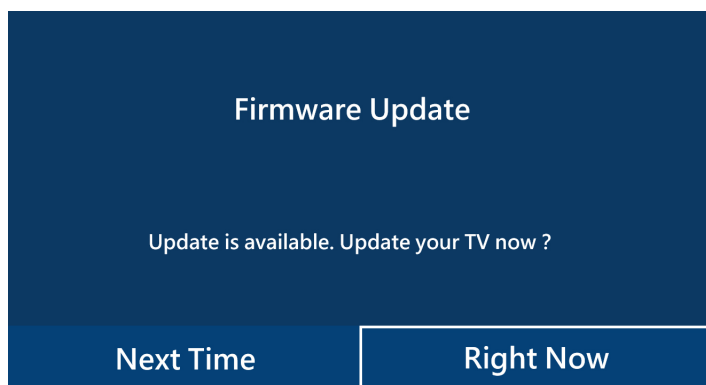 Firmware Update
Update is available. Update your TV now ?
Next Time
Right Now